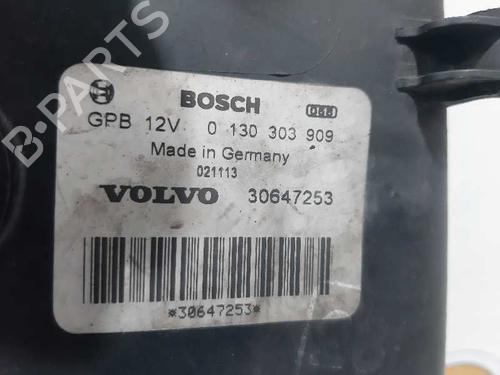 BOSCH
GPB 12V 0 130 303 909
Made in Germany
021113
VOLVO 30647253
*30647253*
B-PARTS